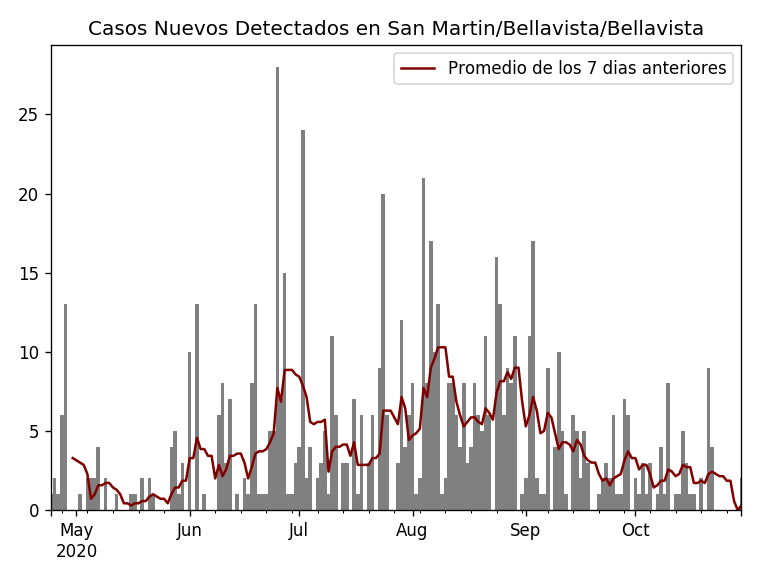 Casos Nuevos Detectados en San Martin/Bellavista/Bellavista
Promedio de los 7 dias anteriores
25
20
15
10
5
0
May Jun Jul Aug Sep Oct
2020